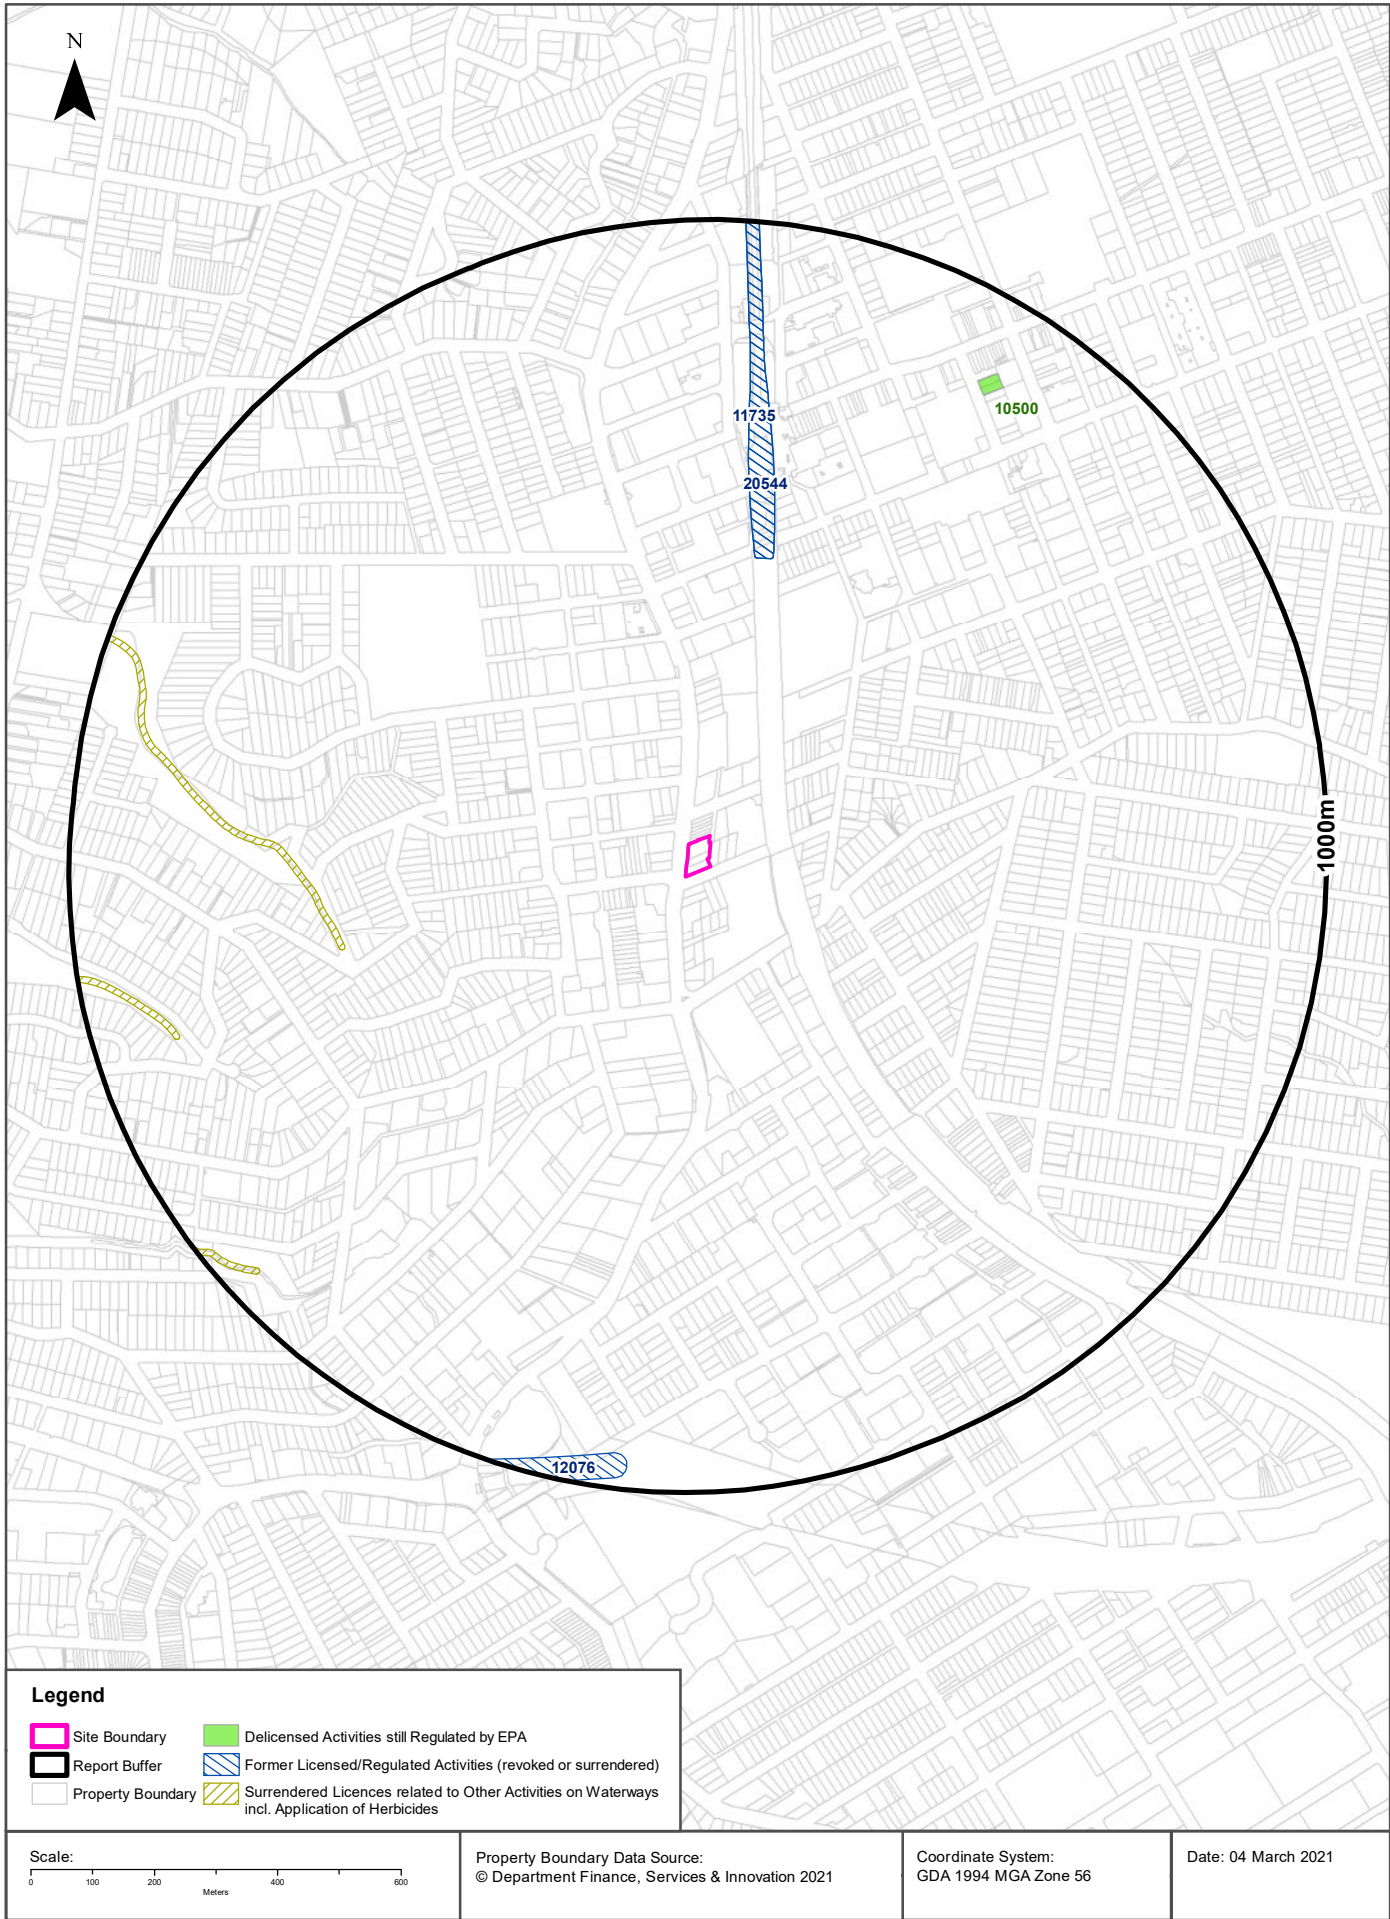 N
11735
10500
20544
1000m
12076
Legend
Site Boundary
Delicensed Activities still Regulated by EPA
Report Buffer
Former Licensed/Regulated Activities (revoked or surrendered)
Property Boundary
Surrendered Licences related to Other Activities on Waterways
incl. Application of Herbicides
Scale:
0 100 200 400 600
Meters
Property Boundary Data Source:
© Department Finance, Services & Innovation 2021
Coordinate System:
GDA 1994 MGA Zone 56
Date: 04 March 2021